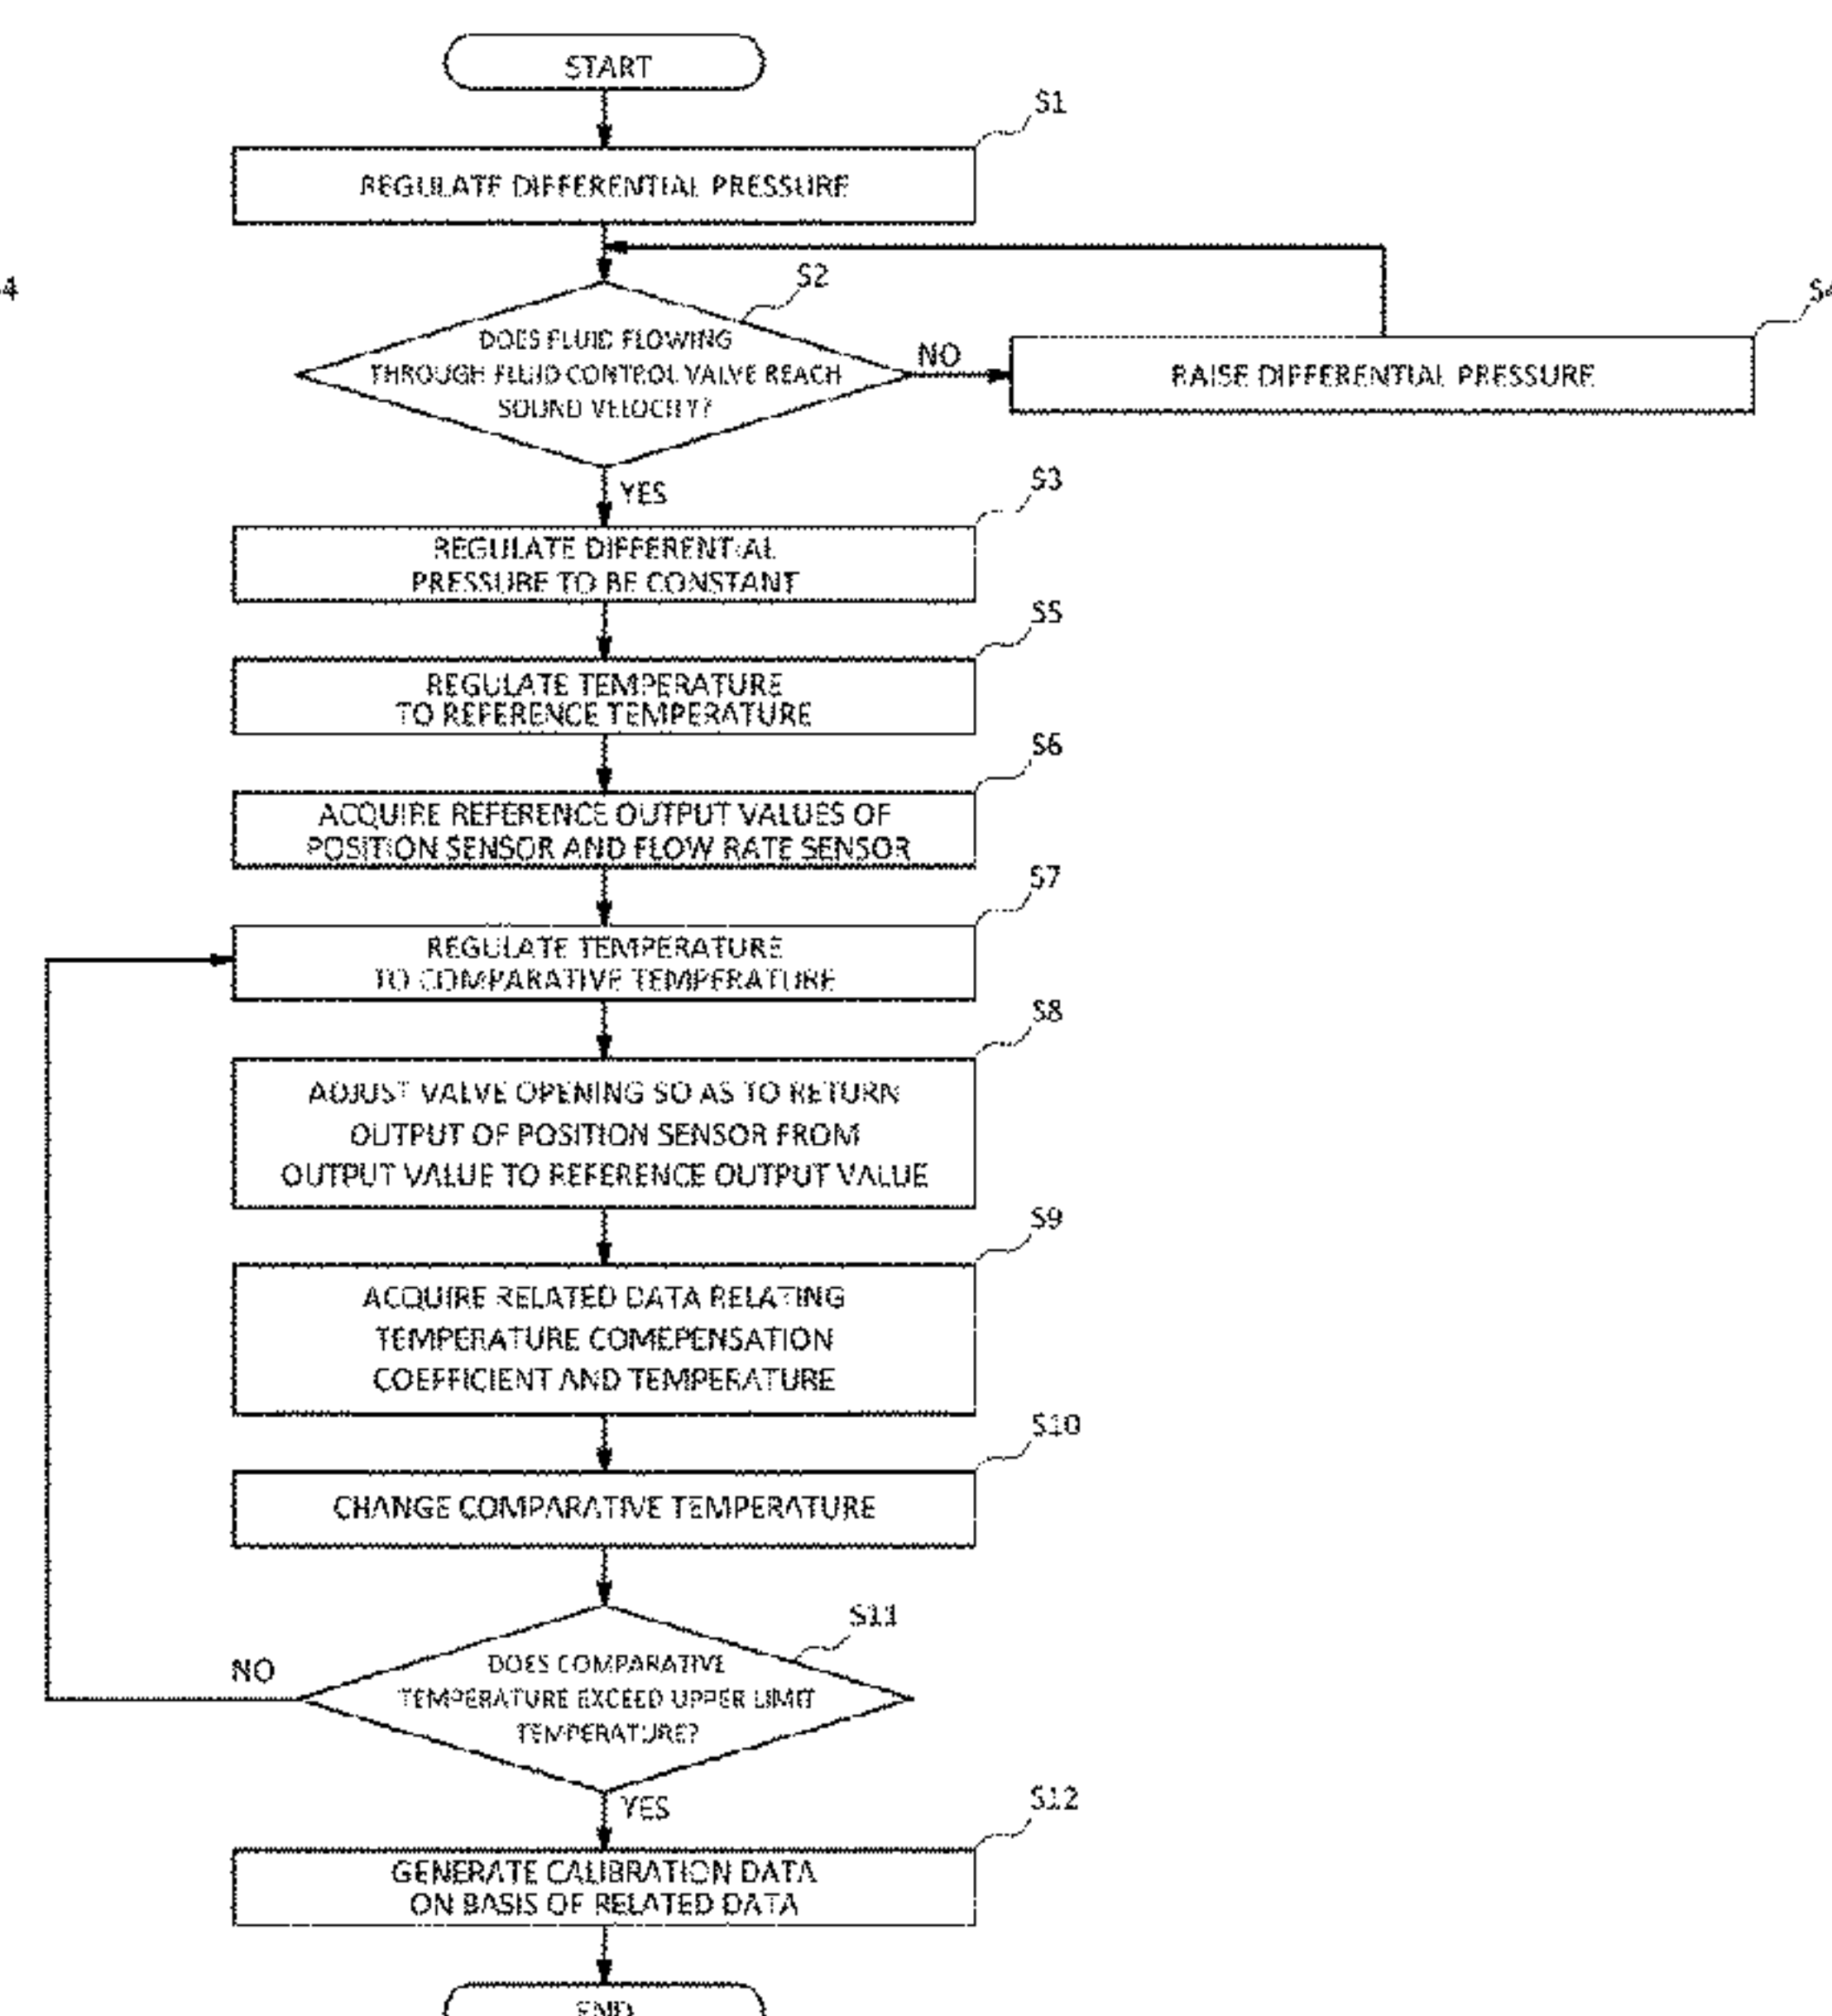 START
S1
REGULATE DIFFERENTIAL PRESSURE
S2
DOES FLUID FLOWING
THROUGH FLUID CONTROL VALVE REACH
SOUND VELOCITY?
NO
S4
RAISE DIFFERENTIAL PRESSURE
YES
S3
REGULATE DIFFERENTIAL
PRESSURE TO BE CONSTANT
S5
REGULATE TEMPERATURE
TO REFERENCE TEMPERATURE
S6
ACQUIRE REFERENCE OUTPUT VALUES OF
POSITION SENSOR AND FLOW RATE SENSOR
S7
REGULATE TEMPERATURE
TO COMPARATIVE TEMPERATURE
S8
ADJUST VALVE OPENING SO AS TO RETURN
OUTPUT OF POSITION SENSOR FROM
OUTPUT VALUE TO REFERENCE OUTPUT VALUE
S9
ACQUIRE RELATED DATA RELATING
TEMPERATURE COMEPENSATION
COEFFICIENT AND TEMPERATURE
S10
CHANGE COMPARATIVE TEMPERATURE
S11
DOES COMPARATIVE
TEMPERATURE EXCEED UPPER LIMIT
TEMPERATURE?
NO
YES
S12
GENERATE CALIBRATION DATA
ON BASIS OF RELATED DATA
END